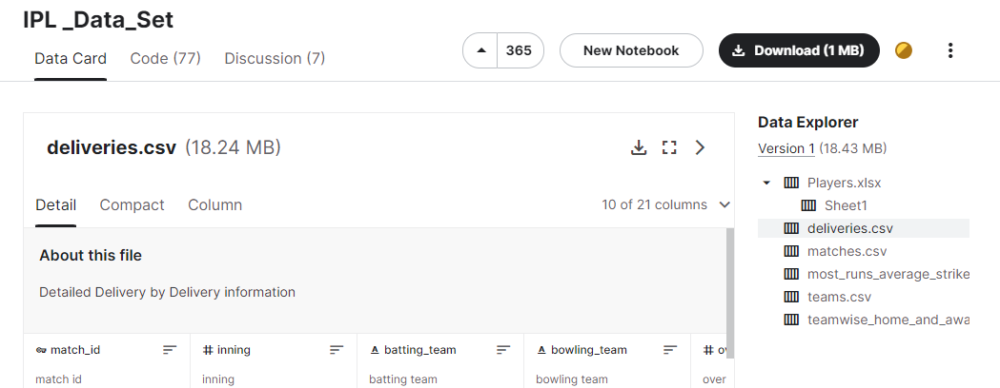 IPL _Data_Set
Data Card Code (77) Discussion (7)
365
New Notebook
Download (1 MB)
deliveries.csv (18.24 MB)
Detail Compact Column
10 of 21 columns
About this file
Detailed Delivery by Delivery information
match_id inning batting_team bowling_team ov
match id inning batting team bowling team over
Data Explorer
Version 1 (18.43 MB)
Players.xlsx
Sheet1
deliveries.csv
matches.csv
most_runs_average_strike
teams.csv
teamwise_home_and_awa